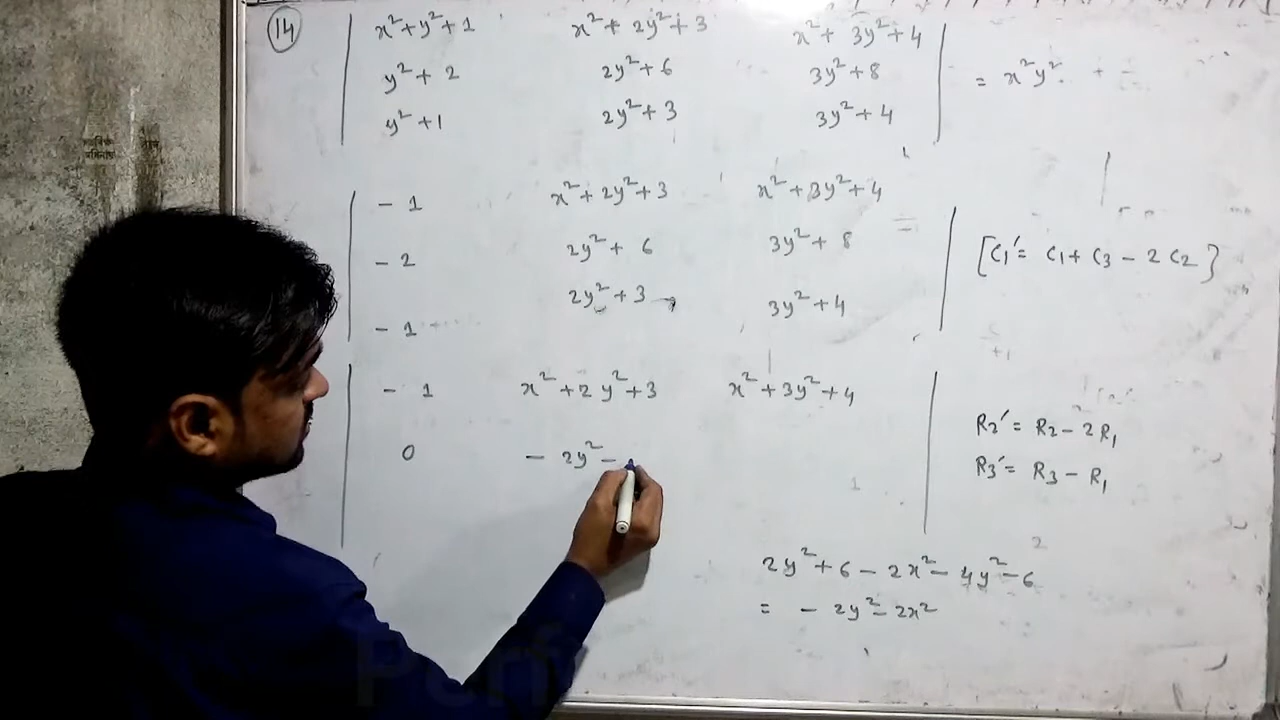 14 | x²+y²+1 x²+2y²+3 x²+3y²+4 |
y²+2 2y²+6 3y²+8 = x²y²
y²+1 2y²+3 3y²+4
| -1 x²+2y²+3 x²+3y²+4 |
-2 2y²+6 3y²+8 [C₁′= C₁+C₃-2C₂}
-1 2y²+3 3y²+4
| -1 x²+2y²+3 x²+3y²+4 |
R₂′= R₂-2R₁
0 -2y²-
R₃′= R₃-R₁
2y²+6-2x²-4y²-6
= -2y²-2x²
Perf